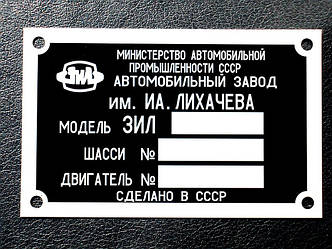 МИНИСТЕРСТВО АВТОМОБИЛЬНОЙ
ПРОМЫШЛЕННОСТИ СССР
ЗИЛ
АВТОМОБИЛЬНЫЙ ЗАВОД
им. ИА. ЛИХАЧЕВА
МОДЕЛЬ ЗИЛ
ШАССИ №
ДВИГАТЕЛЬ №
СДЕЛАНО В СССР